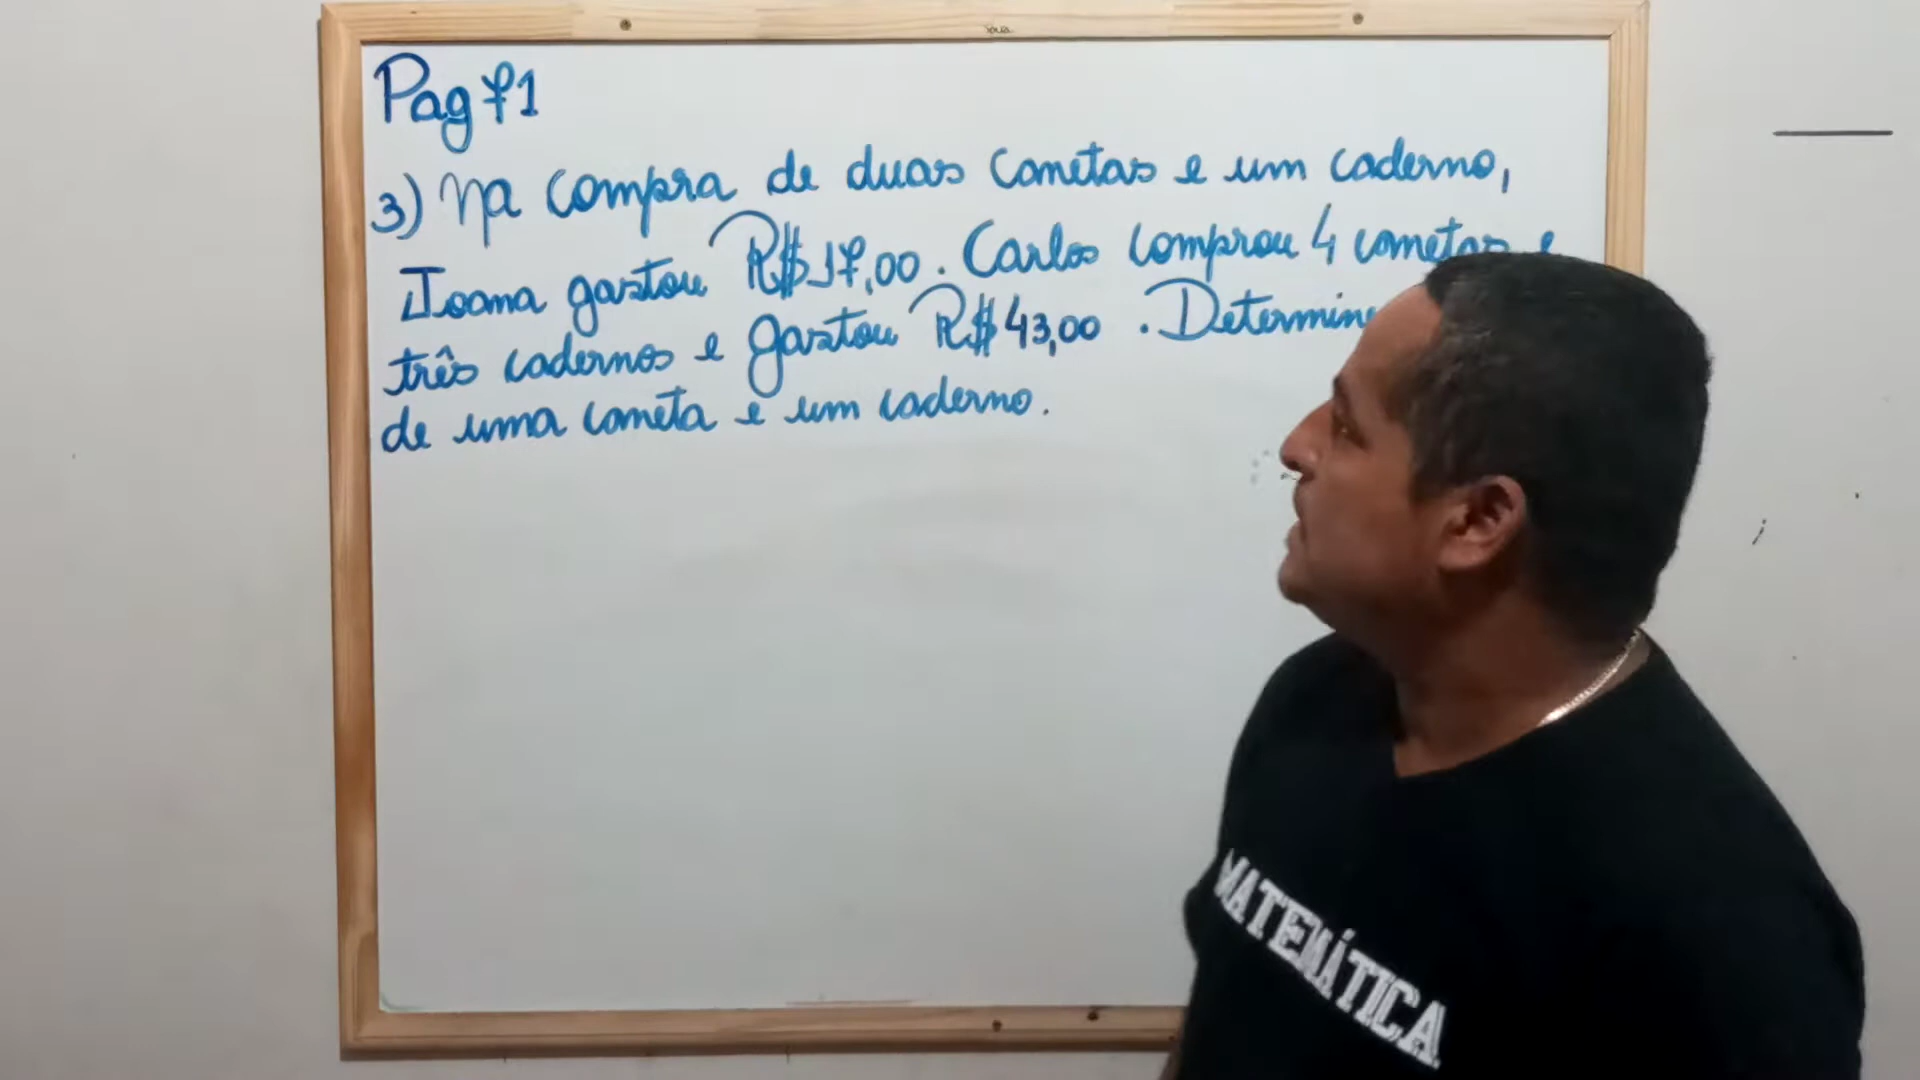 Pag 71
3) Na compra de duas canetas e um caderno,
Joana gastou R$ 17,00. Carlos comprou 4 canetas e
três cadernos e gastou R$ 43,00. Determine
de uma caneta e um caderno.
MATEMÁTICA